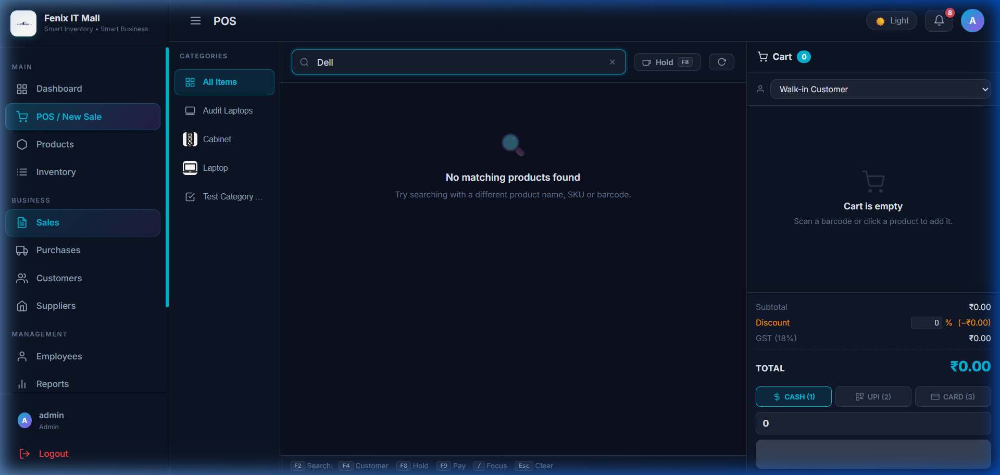 Fenix IT Mall
Smart Inventory • Smart Business
MAIN
Dashboard
POS / New Sale
Products
Inventory
BUSINESS
Sales
Purchases
Customers
Suppliers
MANAGEMENT
Employees
Reports
A
admin
Admin
Logout
POS
Light
8
A
CATEGORIES
All Items
Audit Laptops
Cabinet
Laptop
Test Category ...
Dell
Hold F8
No matching products found
Try searching with a different product name, SKU or barcode.
F2 Search F4 Customer F8 Hold F9 Pay / Focus Esc Clear
Cart 0
Walk-in Customer
Cart is empty
Scan a barcode or click a product to add it.
Subtotal ₹0.00
Discount 0 % (−₹0.00)
GST (18%) ₹0.00
TOTAL ₹0.00
CASH (1) UPI (2) CARD (3)
0